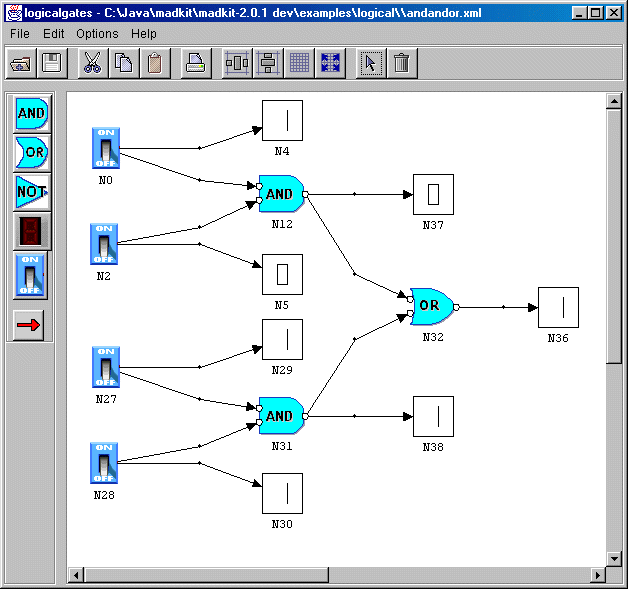 logicalgates - C:\Java\madkit\madkit-2.0.1 dev\examples\logical\\andandor.xml
File Edit Options Help
AND
OR
NOT
ON
OFF
ON
OFF
N0
N4
AND
N12
N37
ON
OFF
N2
N5
OR
N32
N36
N29
ON
OFF
N27
AND
N31
N38
ON
OFF
N28
N30